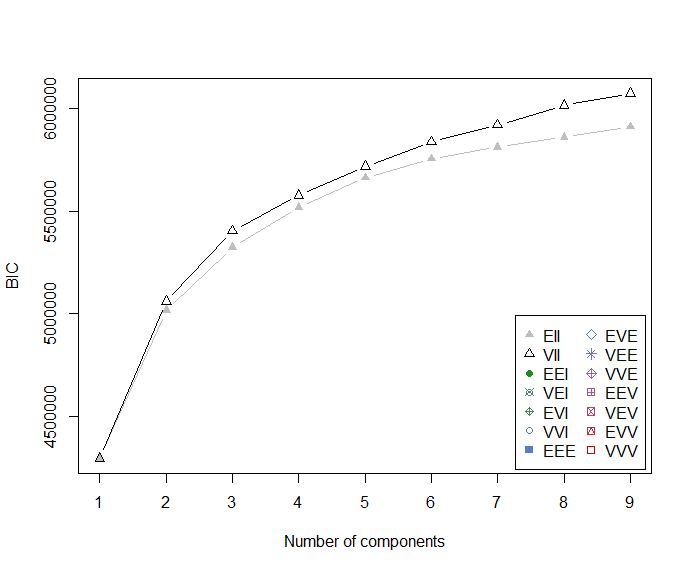 6000000
5500000
5000000
4500000
BIC
EII EVE
VII VEE
EEI VVE
VEI EEV
EVI VEV
VVI EVV
EEE VVV
1 2 3 4 5 6 7 8 9
Number of components